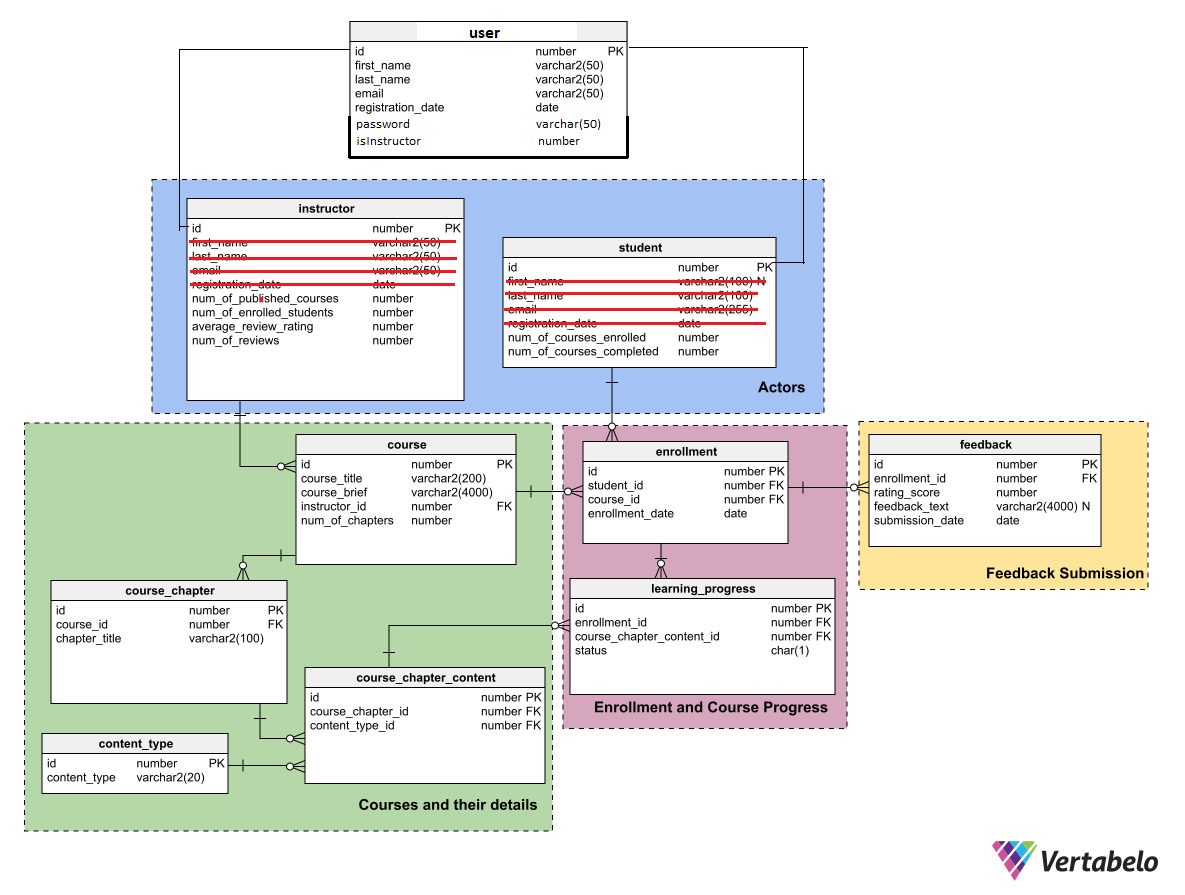 user
id number PK
first_name varchar2(50)
last_name varchar2(50)
email varchar2(50)
registration_date date
password varchar(50)
isInstructor number
instructor
id number PK
first_name varchar2(50)
last_name varchar2(50)
email varchar2(50)
registration_date date
num_of_published_courses number
num_of_enrolled_students number
average_review_rating number
num_of_reviews number
student
id number PK
first_name varchar2(100) N
last_name varchar2(100)
email varchar2(255)
registration_date date
num_of_courses_enrolled number
num_of_courses_completed number
Actors
course
id number PK
course_title varchar2(200)
course_brief varchar2(4000)
instructor_id number FK
num_of_chapters number
enrollment
id number PK
student_id number FK
course_id number FK
enrollment_date date
feedback
id number PK
enrollment_id number FK
rating_score number
feedback_text varchar2(4000) N
submission_date date
Feedback Submission
course_chapter
id number PK
course_id number FK
chapter_title varchar2(100)
learning_progress
id number PK
enrollment_id number FK
course_chapter_content_id number FK
status char(1)
Enrollment and Course Progress
course_chapter_content
id number PK
course_chapter_id number FK
content_type_id number FK
content_type
id number PK
content_type varchar2(20)
Courses and their details
Vertabelo